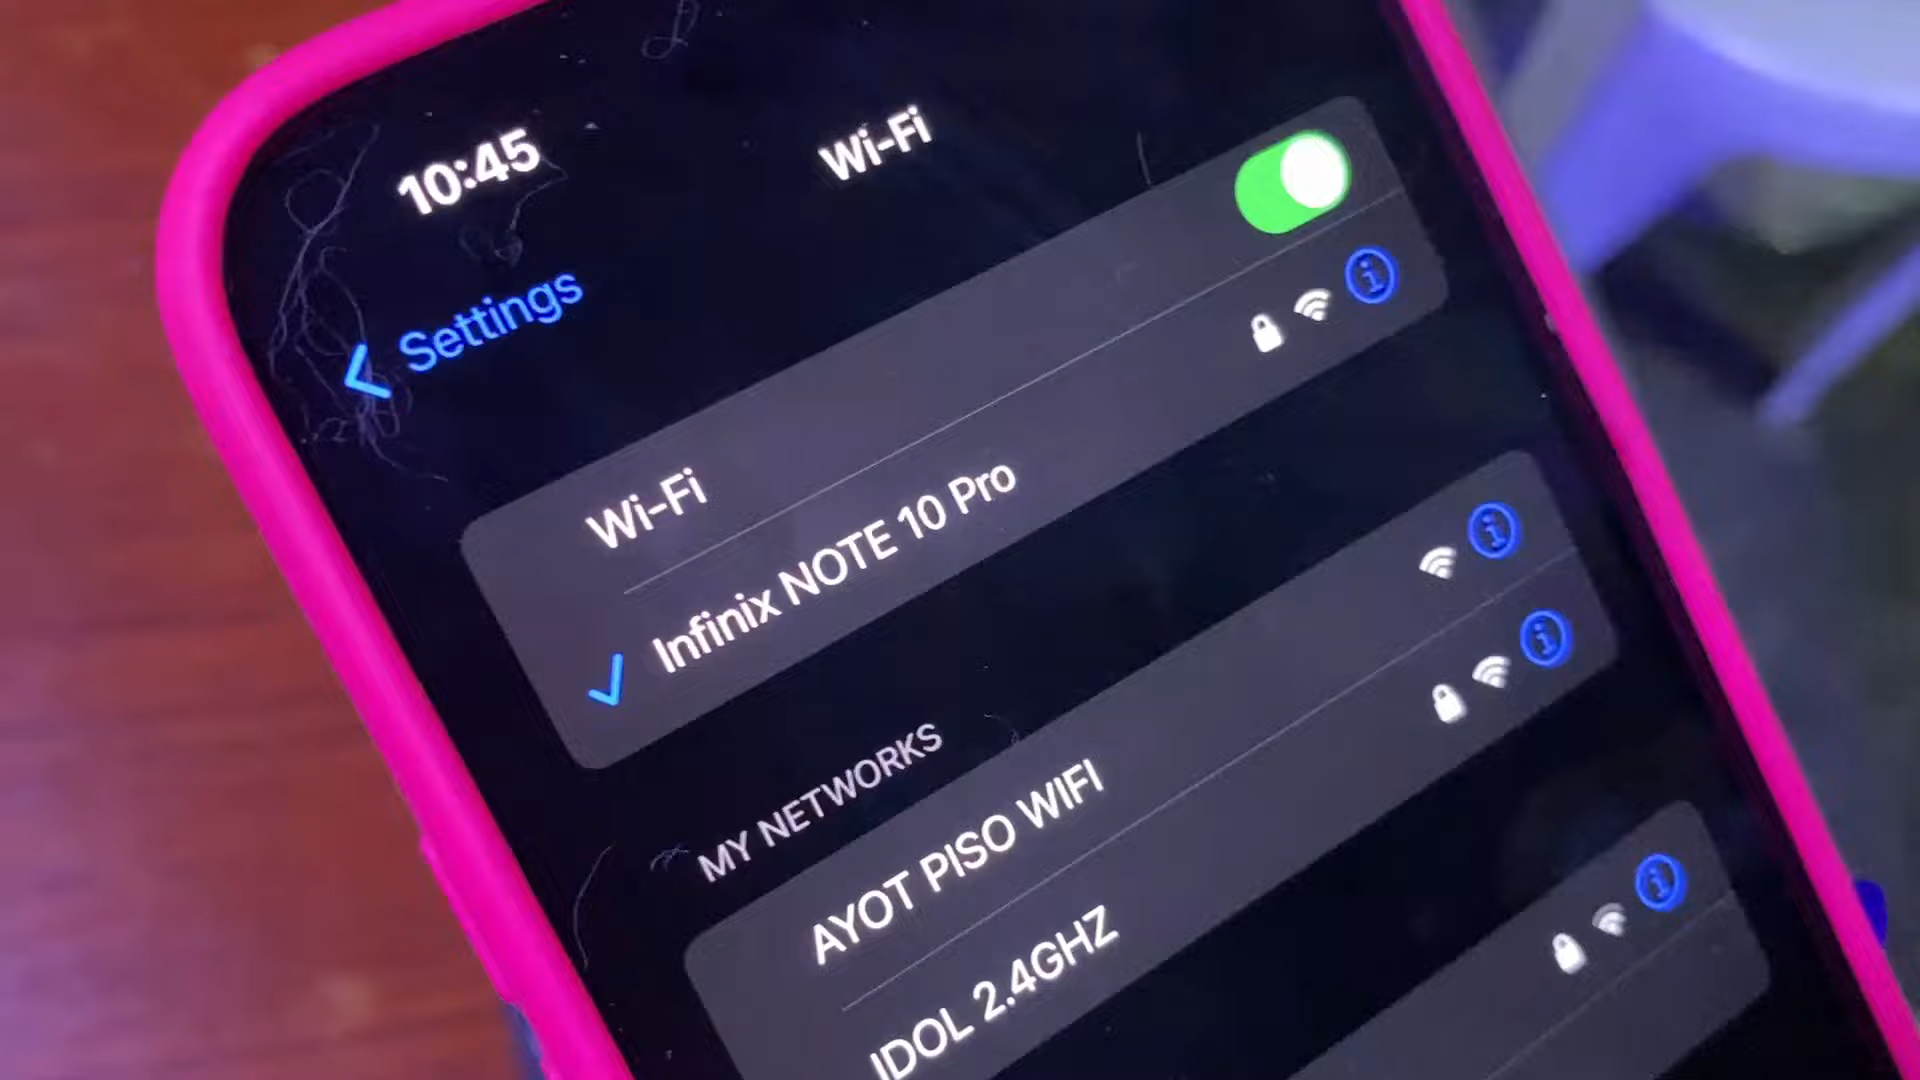 10:45
Wi-Fi
Settings
Wi-Fi
Infinix NOTE 10 Pro
MY NETWORKS
AYOT PISO WIFI
IDOL 2.4GHZ